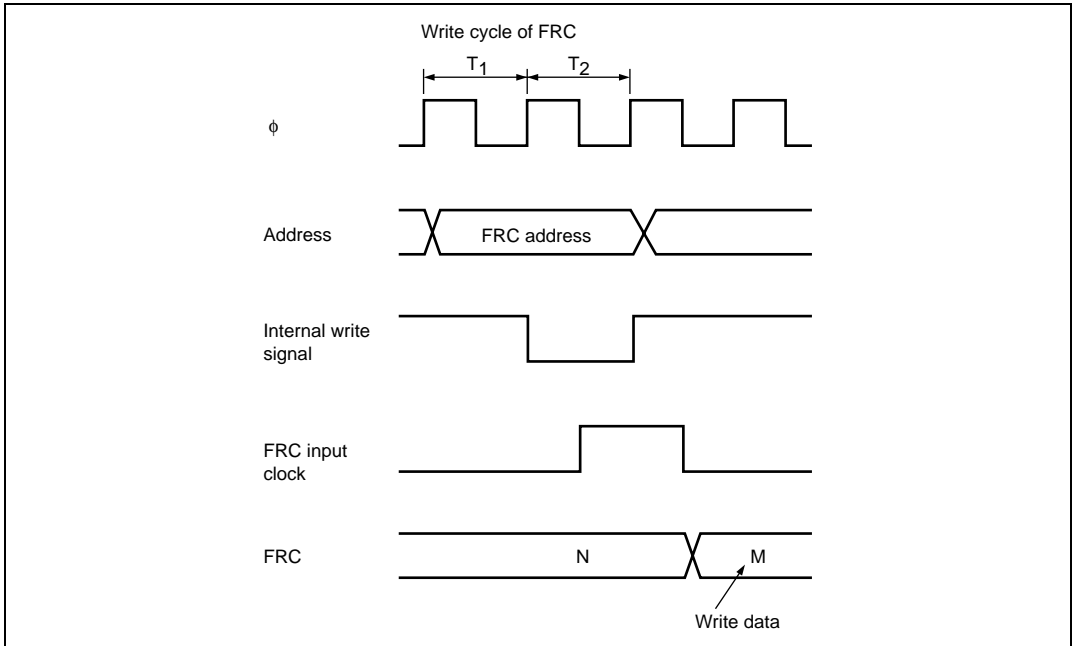 Write cycle of FRC
T1 T2
ϕ
Address
FRC address
Internal write
signal
FRC input
clock
FRC
N
M
Write data